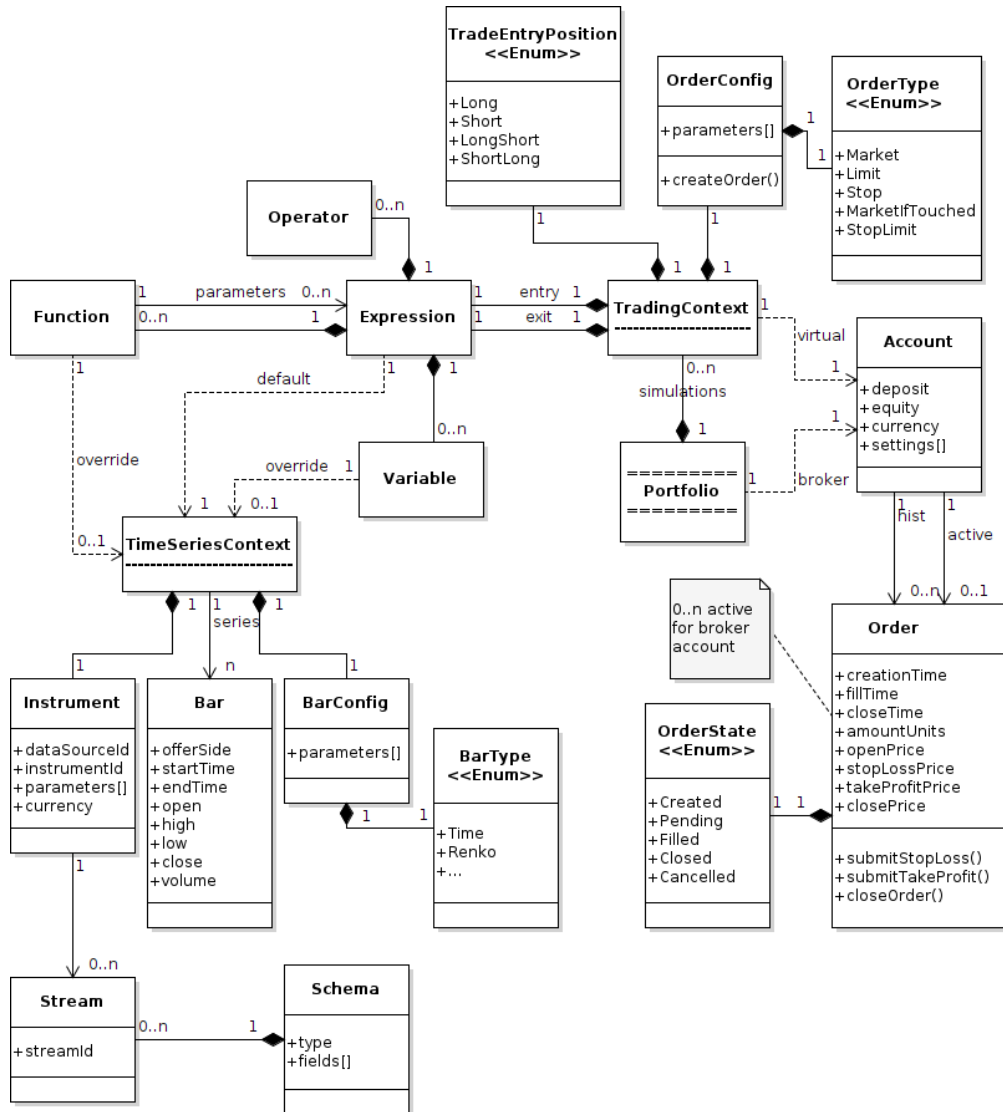 TradeEntryPosition
<<Enum>>
+Long
+Short
+LongShort
+ShortLong
1
OrderConfig
+parameters[]
+createOrder()
1
1
1
OrderType
<<Enum>>
+Market
+Limit
+Stop
+MarketIfTouched
+StopLimit
Operator
0..n
1
Function
1
parameters
0..n
0..n
1
1
Expression
1
entry
1
1
exit
1
1
1
TradingContext
--------------------
1
1
1
virtual
1
0..n
simulations
1
Account
+deposit
+equity
+currency
+settings[]
default
1
0..n
override
Variable
override
1
0..1
1
0..1
==========
Portfolio
==========
1
broker
1
1
hist
1
active
0..n
0..1
TimeSeriesContext
----------------------
1
1
series
1
1
n
1
0..n active
for broker
account
Order
+creationTime
+fillTime
+closeTime
+amountUnits
+openPrice
+stopLossPrice
+takeProfitPrice
+closePrice
+submitStopLoss()
+submitTakeProfit()
+closeOrder()
Instrument
+dataSourceId
+instrumentId
+parameters[]
+currency
1
Bar
+offerSide
+startTime
+endTime
+open
+high
+low
+close
+volume
BarConfig
+parameters[]
1
1
BarType
<<Enum>>
+Time
+Renko
+...
OrderState
<<Enum>>
+Created
+Pending
+Filled
+Closed
+Cancelled
1
1
0..n
Stream
+streamId
0..n
1
Schema
+type
+fields[]